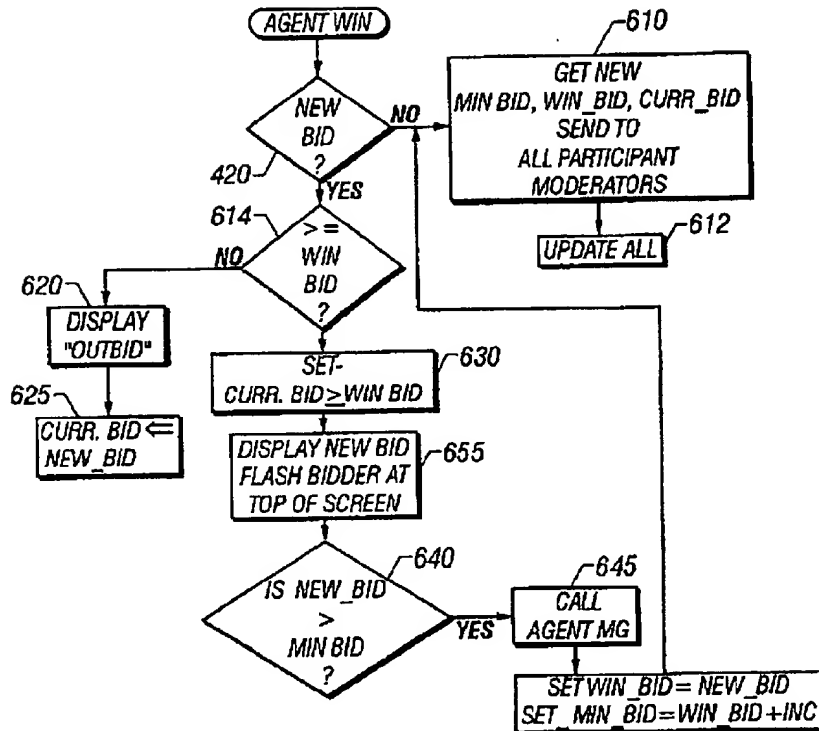 AGENT WIN
610
GET NEW
MIN BID, WIN_BID, CURR_BID
SEND TO
ALL PARTICIPANT
MODERATORS
NEW
BID
?
NO
420
YES
612
UPDATE ALL
614
>=
WIN
BID
?
NO
620
DISPLAY
"OUTBID"
630
SET-
CURR. BID≥WIN BID
625
CURR. BID⇐
NEW_BID
655
DISPLAY NEW BID
FLASH BIDDER AT
TOP OF SCREEN
640
IS NEW_BID
>
MIN BID
?
YES
645
CALL
AGENT MG
SET WIN_BID = NEW_BID
SET_MIN_BID=WIN_BID+INC